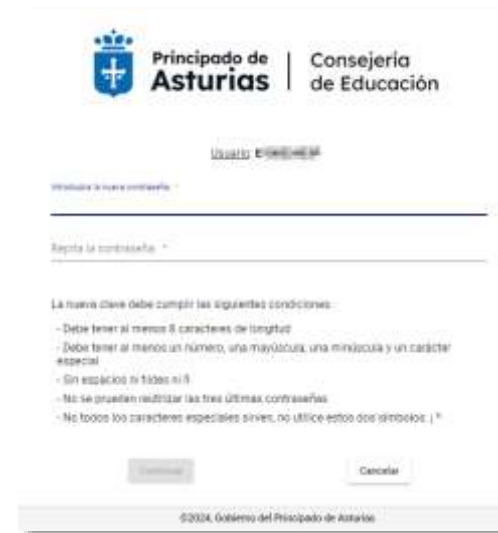 Principado de
Asturias
Consejería
de Educación
Usuario: E
Introduzca la nueva contraseña *
Repita la contraseña *
La nueva clave debe cumplir las siguientes condiciones:
- Debe tener al menos 8 caracteres de longitud
- Debe tener al menos un número, una mayúscula, una minúscula y un carácter
especial
- Sin espacios ni tildes ni ñ
- No se pueden reutilizar las tres últimas contraseñas
- No todos los caracteres especiales sirven, no utilice estos dos símbolos: ¡ º
Continuar
Cancelar
©2024, Gobierno del Principado de Asturias